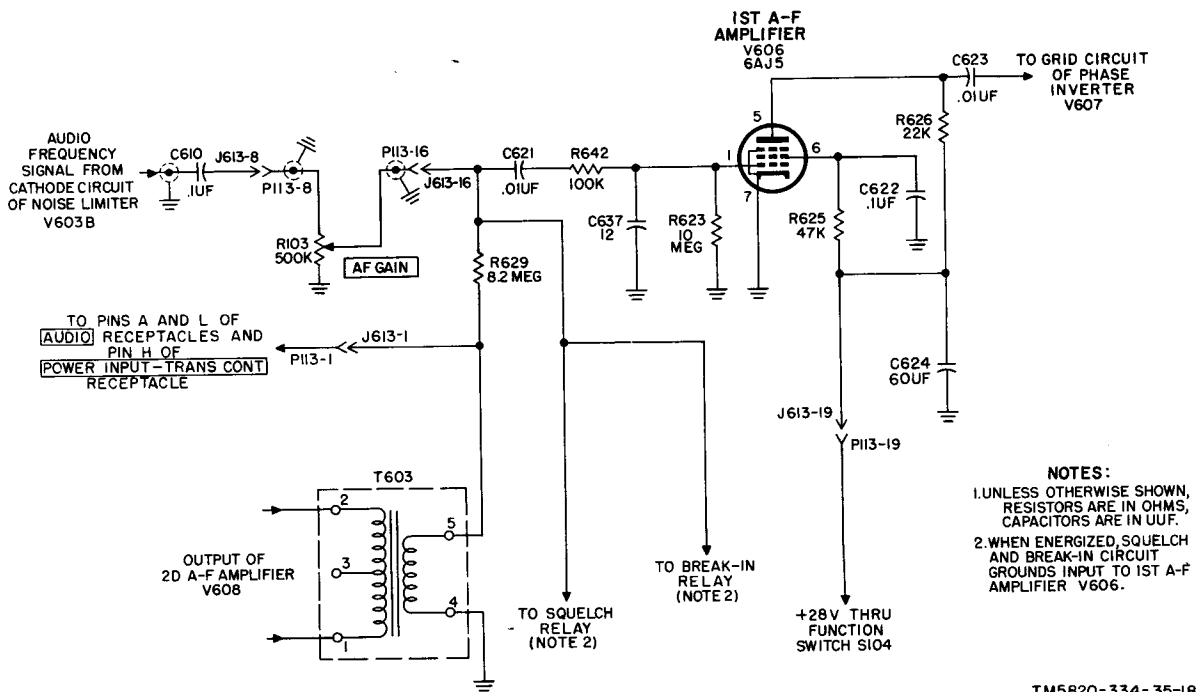 1ST A-F
AMPLIFIER
V606
6AJ5
C623
.01UF
TO GRID CIRCUIT
OF PHASE
INVERTER
V607
5
R626
22K
AUDIO
FREQUENCY
SIGNAL FROM
CATHODE CIRCUIT
OF NOISE LIMITER
V603B
C610
.1UF
J613-8
P113-8
P113-16
J613-16
C621
.01UF
R642
100K
1
6
7
C622
.1UF
R103
500K
AF GAIN
R629
8.2 MEG
C637
12
R623
10
MEG
R625
47K
TO PINS A AND L OF
AUDIO RECEPTACLES AND
PIN H OF
POWER INPUT-TRANS CONT
RECEPTACLE
J613-1
P113-1
C624
60UF
J613-19
P113-19
T603
2
5
3
4
1
OUTPUT OF
2D A-F AMPLIFIER
V608
TO SQUELCH
RELAY
(NOTE 2)
TO BREAK-IN
RELAY
(NOTE 2)
+28V THRU
FUNCTION
SWITCH S104
NOTES:
1.UNLESS OTHERWISE SHOWN,
RESISTORS ARE IN OHMS,
CAPACITORS ARE IN UUF.
2.WHEN ENERGIZED,SQUELCH
AND BREAK-IN CIRCUIT
GROUNDS INPUT TO 1ST A-F
AMPLIFIER V606.
TM5820-334-35-18